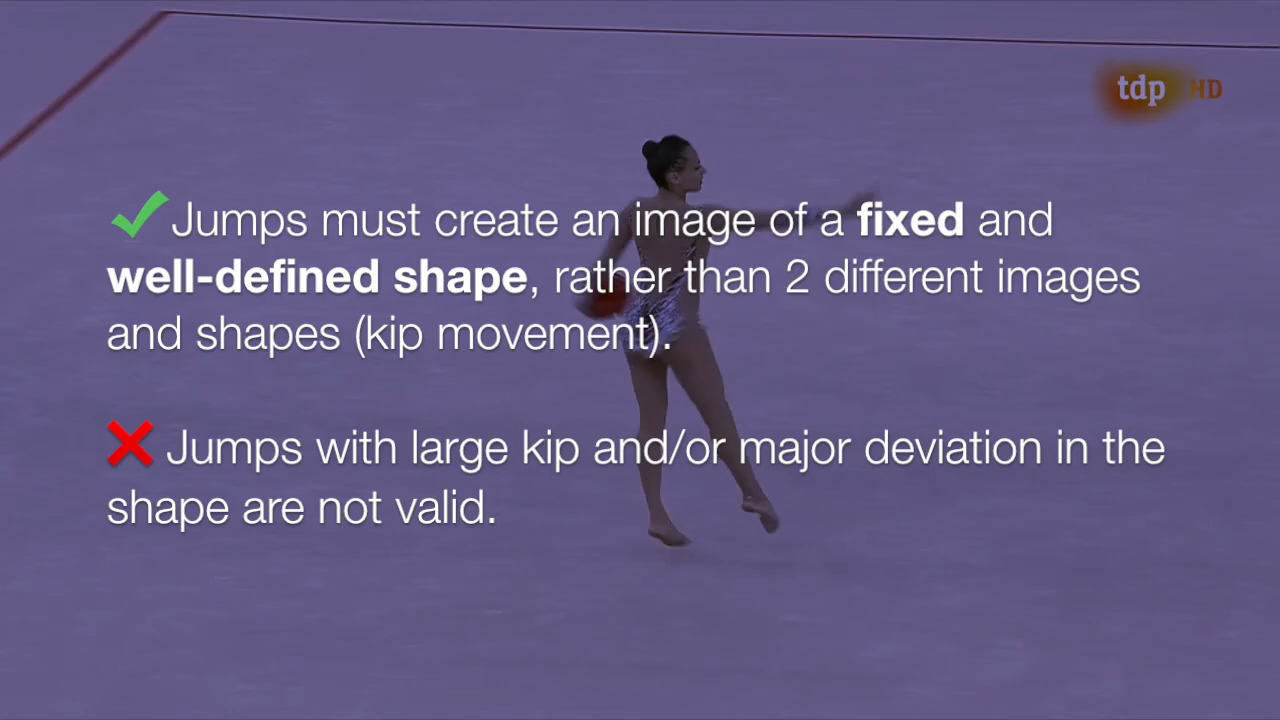 tdp HD
Jumps must create an image of a fixed and
well-defined shape, rather than 2 different images
and shapes (kip movement).
Jumps with large kip and/or major deviation in the
shape are not valid.